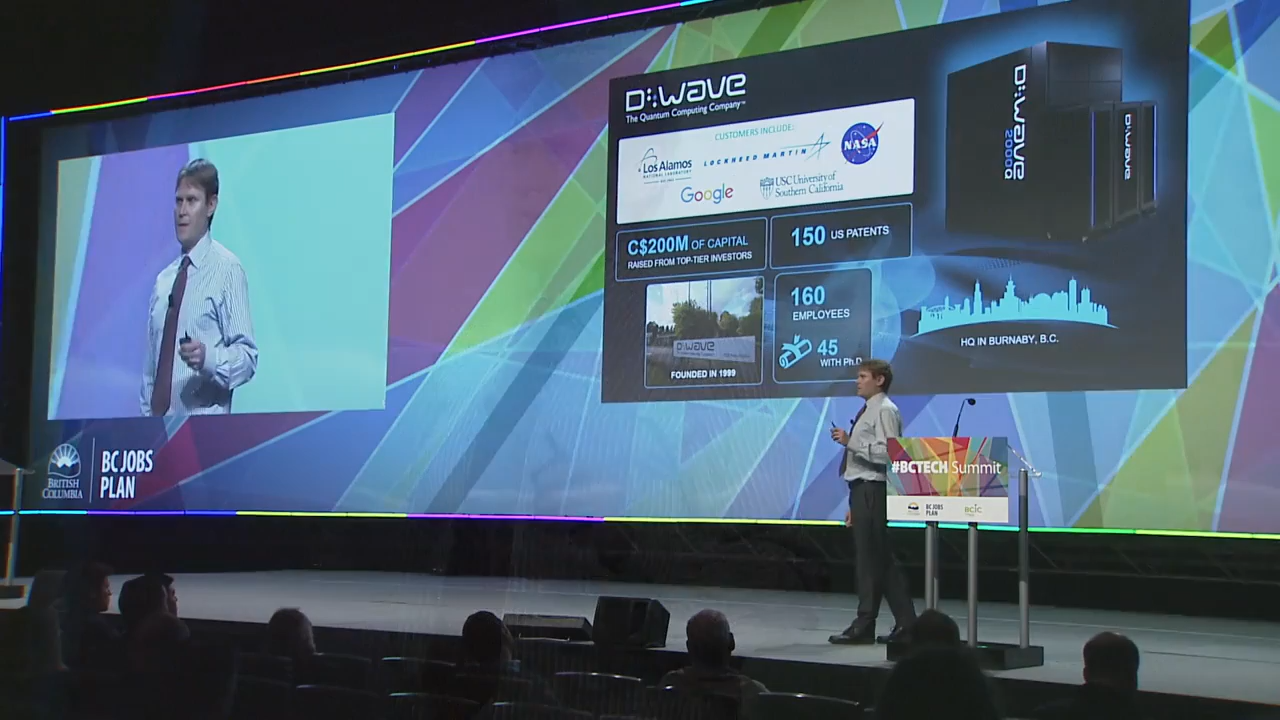 D:wave
The Quantum Computing Company™
CUSTOMERS INCLUDE:
Los Alamos
NATIONAL LABORATORY
LOCKHEED MARTIN
NASA
Google
USC University of
Southern California
C$200M OF CAPITAL
RAISED FROM TOP-TIER INVESTORS
150 US PATENTS
D:wave
FOUNDED IN 1999
160
EMPLOYEES
45
WITH Ph.D
D:wave
2000Q
D:wave
HQ IN BURNABY, B.C.
BRITISH
COLUMBIA
BC JOBS
PLAN
#BCTECH Summit
BC JOBS
PLAN
BCIC